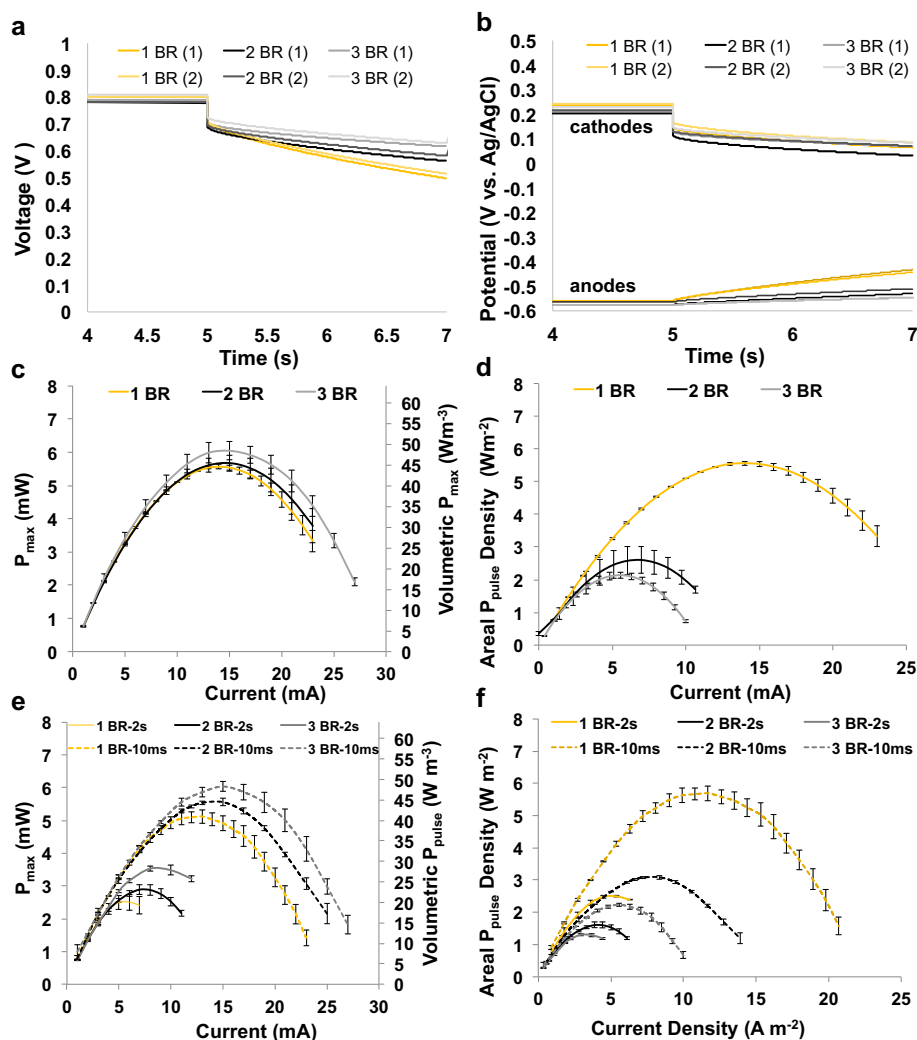 a
1 BR (1) 2 BR (1) 3 BR (1)
1 BR (2) 2 BR (2) 3 BR (2)
Voltage (V )
1
0.9
0.8
0.7
0.6
0.5
0.4
0.3
0.2
0.1
0
4 4.5 5 5.5 6 6.5 7
Time (s)
b
1 BR (1) 2 BR (1) 3 BR (1)
1 BR (2) 2 BR (2) 3 BR (2)
Potential (V vs. Ag/AgCl)
0.5
0.4
0.3
0.2
0.1
0
-0.1
-0.2
-0.3
-0.4
-0.5
-0.6
cathodes
anodes
4 5 6 7
Time (s)
c
1 BR 2 BR 3 BR
Pmax (mW)
8
7
6
5
4
3
2
1
0
Volumetric Pmax (Wm-3)
60
55
50
45
40
35
30
25
20
15
10
5
0
0 5 10 15 20 25 30
Current (mA)
d
1 BR 2 BR 3 BR
Areal Ppulse Density (Wm-2)
8
7
6
5
4
3
2
1
0
0 5 10 15 20 25
Current (mA)
e
1 BR-2s 2 BR-2s 3 BR-2s
1 BR-10ms 2 BR-10ms 3 BR-10ms
Pmax (mW)
8
7
6
5
4
3
2
1
0
Volumetric Ppulse (W m-3)
60
55
50
45
40
35
30
25
20
15
10
5
0
0 5 10 15 20 25 30
Current (mA)
f
1 BR-2s 2 BR-2s 3 BR-2s
1 BR-10ms 2 BR-10ms 3 BR-10ms
Areal Ppulse Density (W m-2)
8
7
6
5
4
3
2
1
0
0 5 10 15 20 25
Current Density (A m-2)